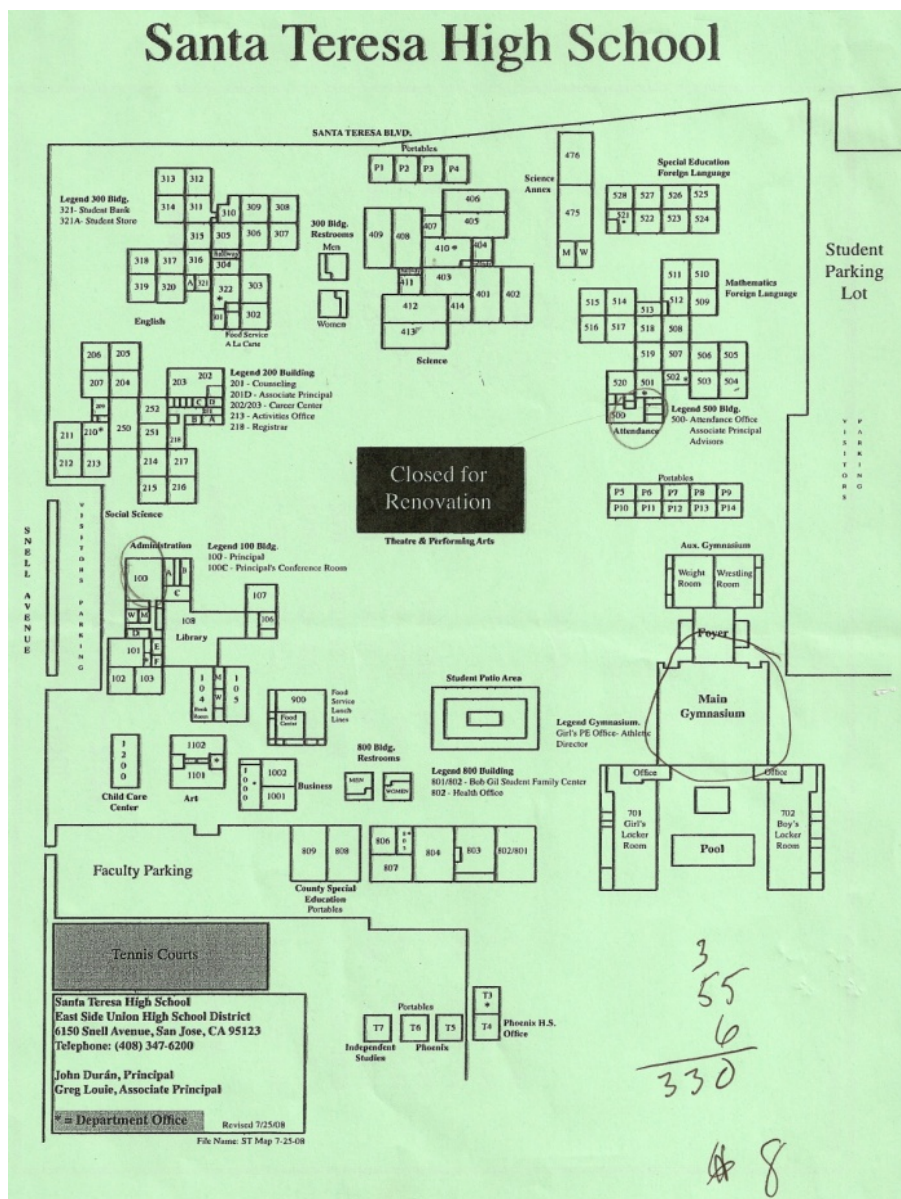 Santa Teresa High School
SANTA TERESA BLVD.
Portables
P1 P2 P3 P4
Legend 300 Bldg.
321- Student Bank
321A- Student Store
313 312
314 311 310 309 308
315 305 306 307
318 317 316
304
319 320 A 321 322 303
302
English
Food Service
A La Carte
300 Bldg.
Restrooms
Men
Women
406
407 405
409 408 410* 404
411 403
412 414 401 402
413
Science
Science
Annex
476
475
M W
Special Education
Foreign Language
528 527 526 525
521 * 522 523 524
Mathematics
Foreign Language
511 510
515 514 513 512 509
516 517 518 508
519 507 506 505
520 501 502 * 503 504
500
Attendance
Legend 500 Bldg.
500- Attendance Office
Associate Principal
Advisors
Student
Parking
Lot
VISITORS
PARKING
206 205
207 204
203 202
C D
B A
252
211 210* 250 251 218
212 213 214 217
215 216
Social Science
Legend 200 Building
201 - Counseling
201D - Associate Principal
202/203 - Career Center
213 - Activities Office
218 - Registrar
Closed for
Renovation
Theatre & Performing Arts
Portables
P5 P6 P7 P8 P9
P10 P11 P12 P13 P14
SNELL AVENUE
VISITORS PARKING
Administration
Legend 100 Bldg.
100 - Principal
100C - Principal's Conference Room
100 A B
C
W M
D
108
Library
107
106
101 * E
F
102 103
104
M
W
105
Aux. Gymnasium
Weight
Room
Wrestling
Room
Foyer
Main
Gymnasium
Legend Gymnasium.
Girl's PE Office- Athletic
Director
Office
Office
701
Girl's
Locker
Room
702
Boy's
Locker
Room
Pool
Student Patio Area
900
Food
Center
Food
Service
Lunch
Lines
1200
Child Care
Center
1102
*
1101
Art
1000
*
1002
1001
Business
800 Bldg.
Restrooms
MEN
WOMEN
Legend 800 Building
801/802 - Bob Gil Student Family Center
802 - Health Office
Faculty Parking
809 808
County Special
Education
Portables
806
807
804 803 802/801
Tennis Courts
Santa Teresa High School
East Side Union High School District
6150 Snell Avenue, San Jose, CA 95123
Telephone: (408) 347-6200
John Durán, Principal
Greg Louie, Associate Principal
* = Department Office
Revised 7/25/08
File Name: ST Map 7-25-08
Portables
T7 T6 T5
Independent
Studies
Phoenix
T3
*
T4
Phoenix H.S.
Office
3
55
6
330
8